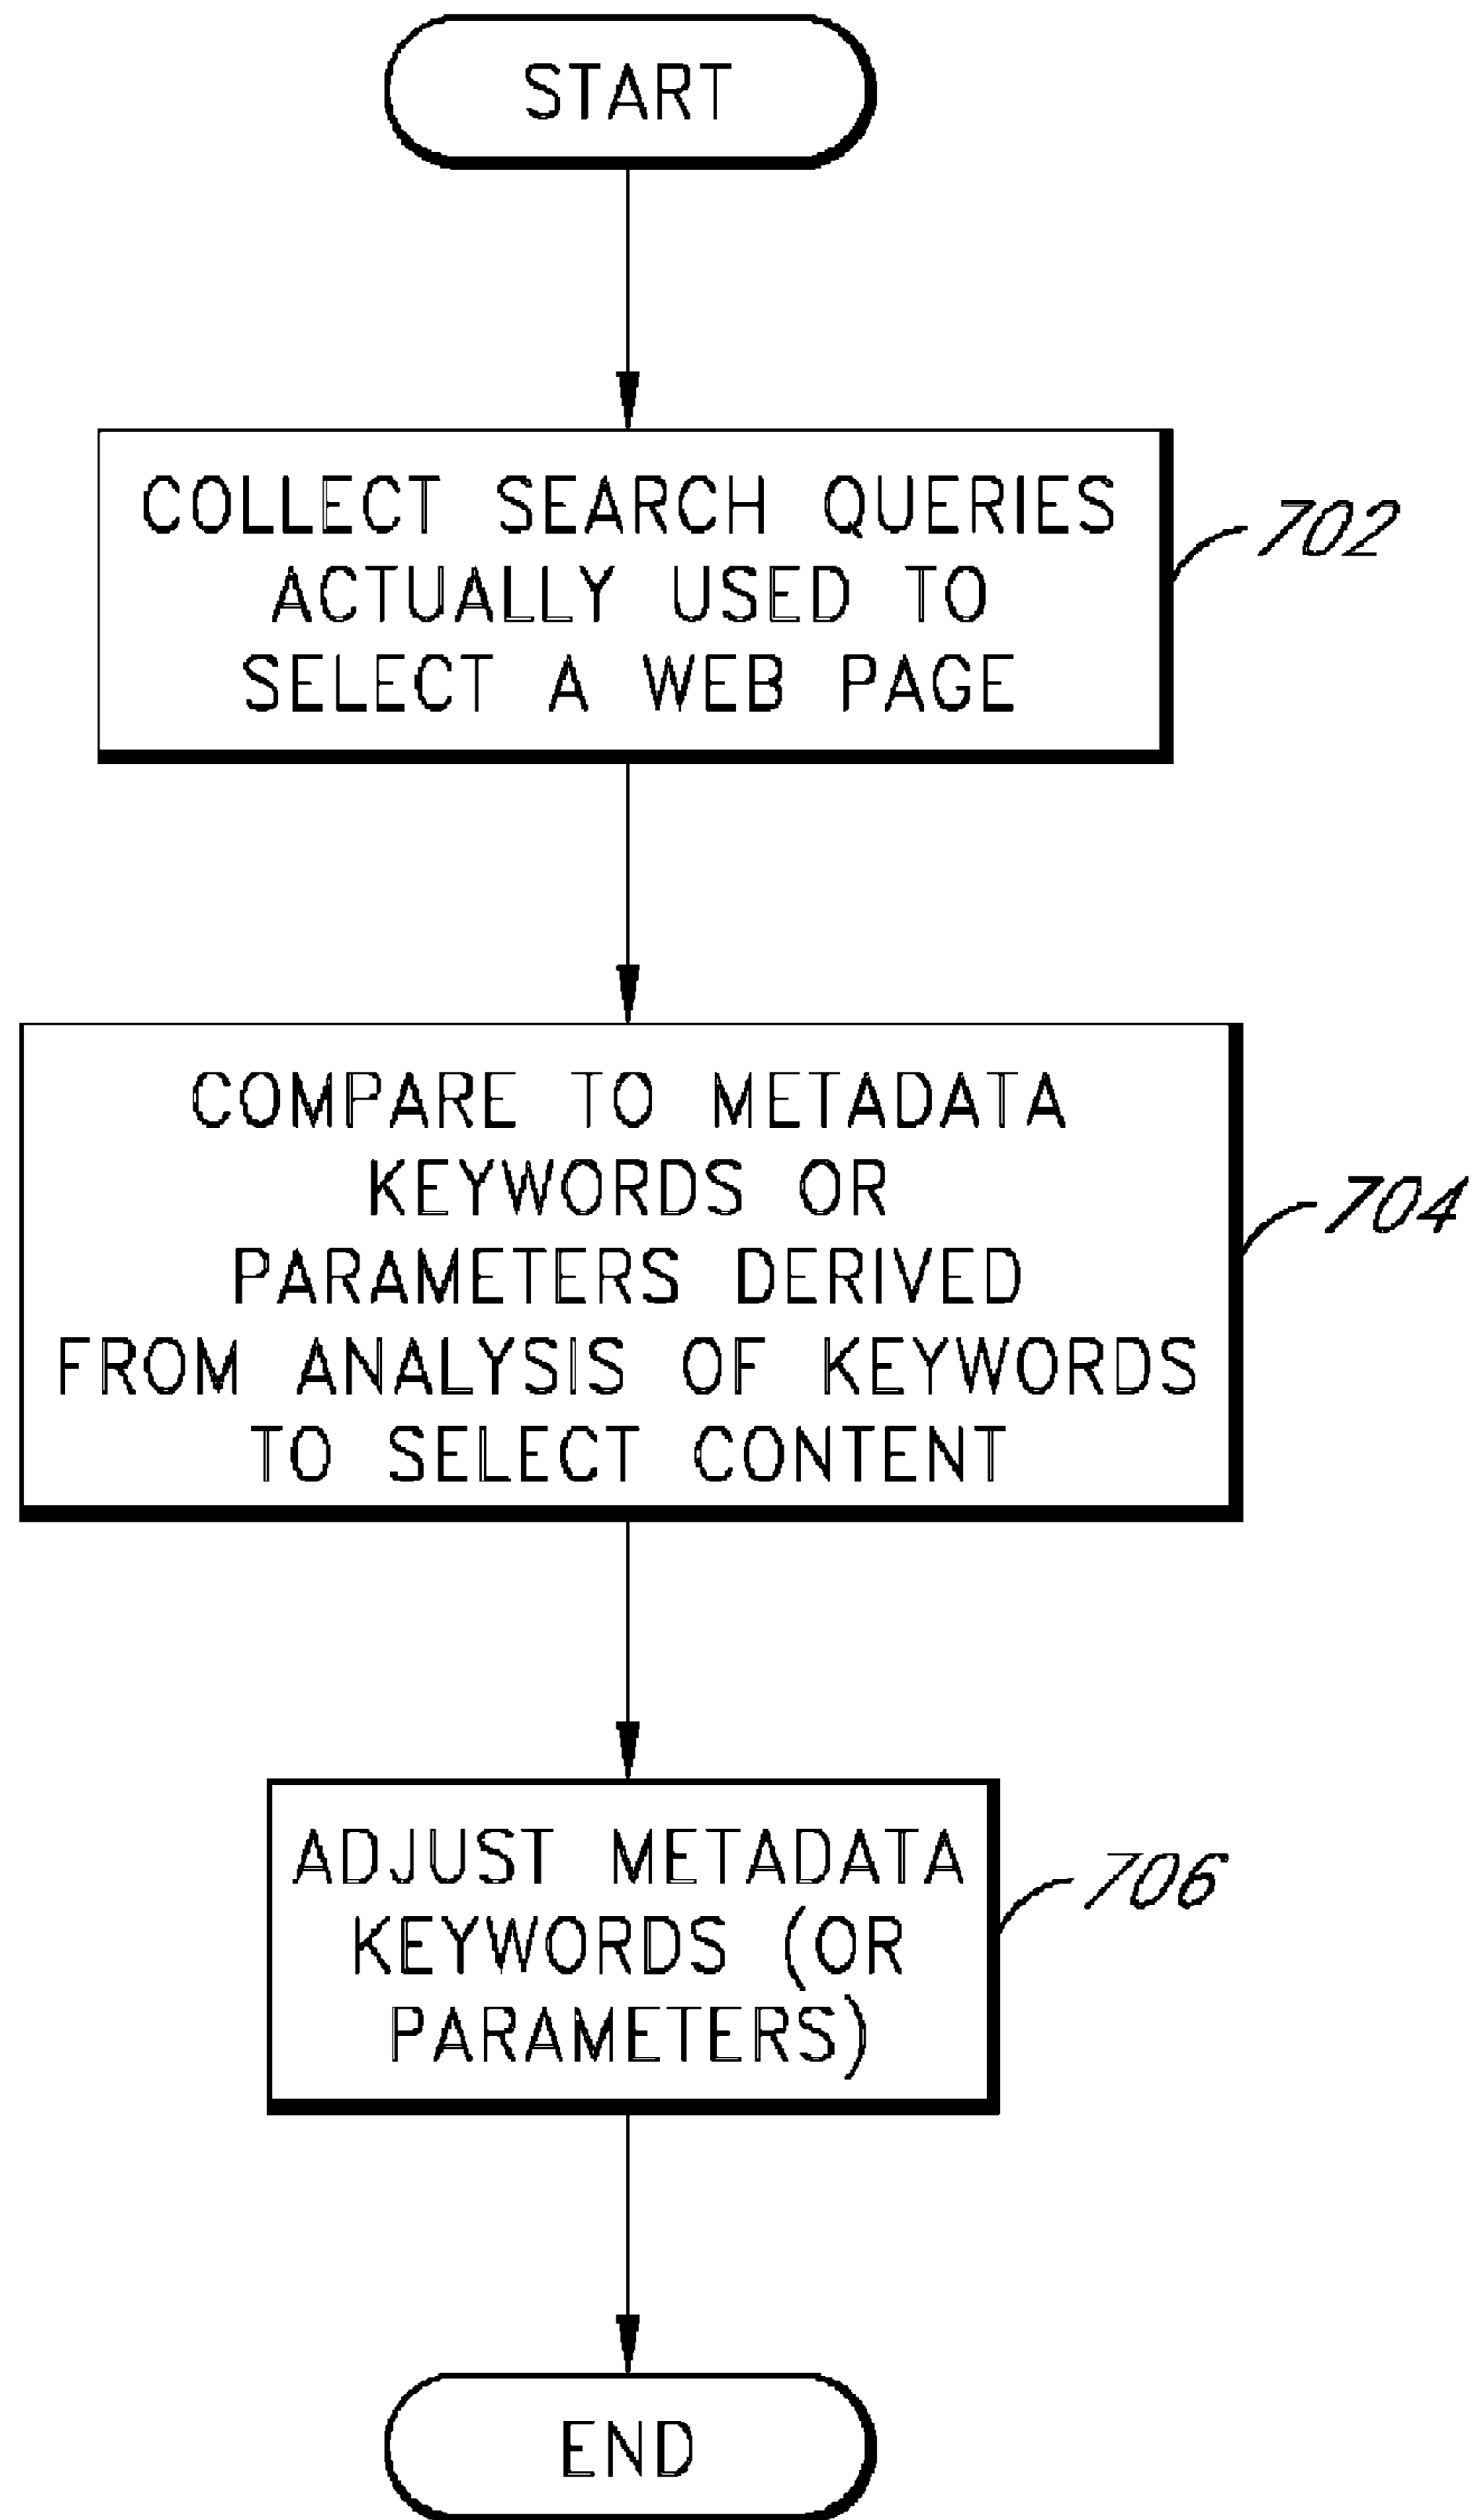 START
COLLECT SEARCH QUERIES
ACTUALLY USED TO
SELECT A WEB PAGE
702
COMPARE TO METADATA
KEYWORDS OR
PARAMETERS DERIVED
FROM ANALYSIS OF KEYWORDS
TO SELECT CONTENT
704
ADJUST METADATA
KEYWORDS (OR
PARAMETERS)
706
END